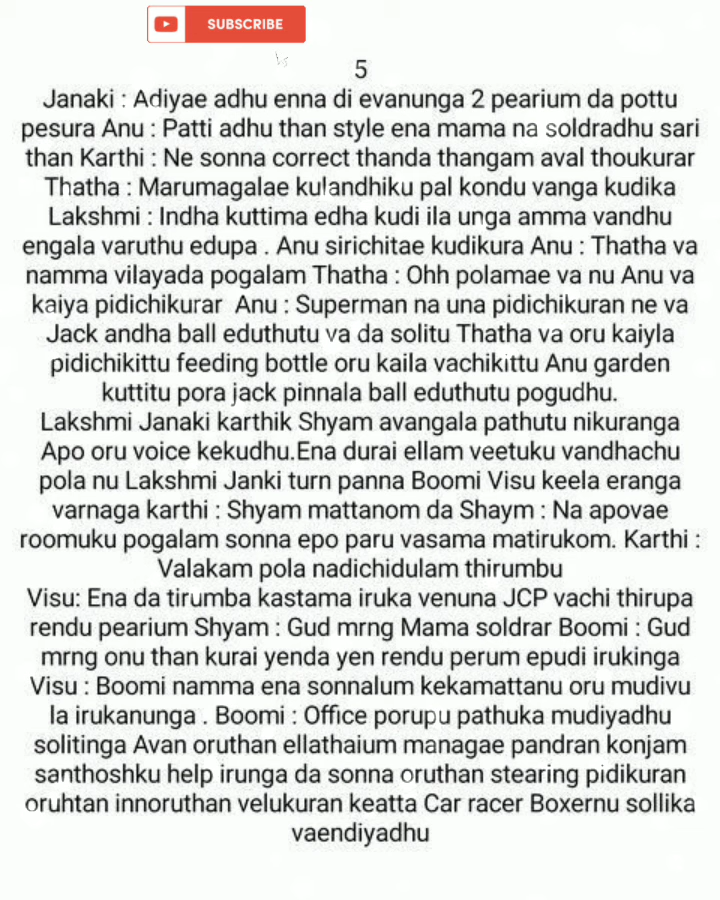 SUBSCRIBE
5
Janaki : Adiyae adhu enna di evanunga 2 pearium da pottu
pesura Anu : Patti adhu than style ena mama na soldradhu sari
than Karthi : Ne sonna correct thanda thangam aval thoukurar
Thatha : Marumagalae kulandhiku pal kondu vanga kudika
Lakshmi : Indha kuttima edha kudi ila unga amma vandhu
engala varuthu edupa . Anu sirichitae kudikura Anu : Thatha va
namma vilayada pogalam Thatha : Ohh polamae va nu Anu va
kaiya pidichikurar Anu : Superman na una pidichikuran ne va
Jack andha ball eduthutu va da solitu Thatha va oru kaiyla
pidichikittu feeding bottle oru kaila vachikittu Anu garden
kuttitu pora jack pinnala ball eduthutu pogudhu.
Lakshmi Janaki karthik Shyam avangala pathutu nikuranga
Apo oru voice kekudhu.Ena durai ellam veetuku vandhachu
pola nu Lakshmi Janki turn panna Boomi Visu keela eranga
varnaga karthi : Shyam mattanom da Shaym : Na apovae
roomuku pogalam sonna epo paru vasama matirukom. Karthi :
Valakam pola nadichidulam thirumbu
Visu: Ena da tirumba kastama iruka venuna JCP vachi thirupa
rendu pearium Shyam : Gud mrng Mama soldrar Boomi : Gud
mrng onu than kurai yenda yen rendu perum epudi irukinga
Visu : Boomi namma ena sonnalum kekamattanu oru mudivu
la irukanunga . Boomi : Office porupu pathuka mudiyadhu
solitinga Avan oruthan ellathaium managae pandran konjam
santhoshku help irunga da sonna oruthan stearing pidikuran
oruhtan innoruthan velukuran keatta Car racer Boxernu sollika
vaendiyadhu